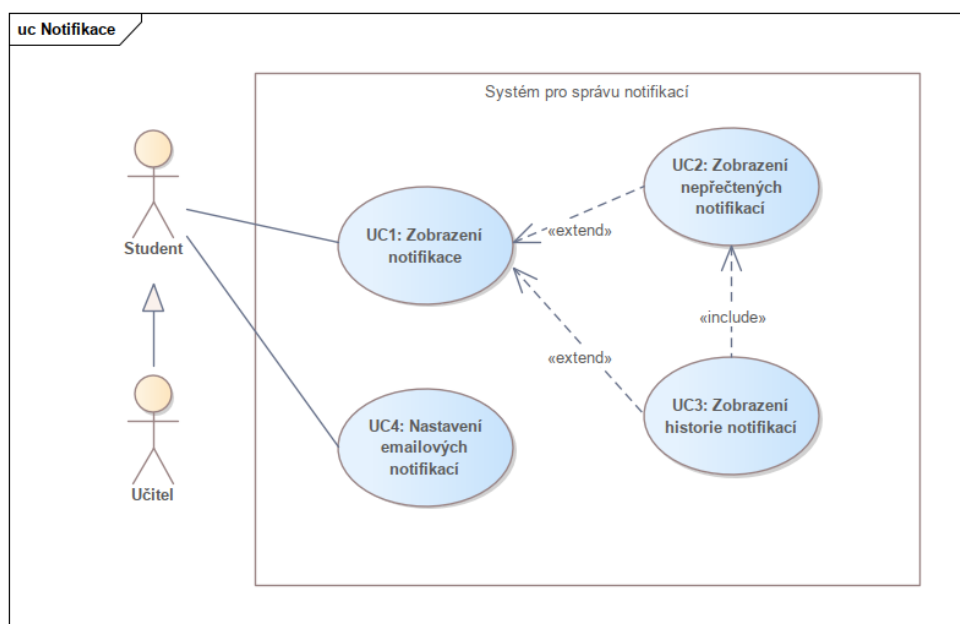 uc Notifikace
Systém pro správu notifikací
Student
Učitel
UC1: Zobrazení
notifikace
UC2: Zobrazení
nepřečtených
notifikací
«extend»
«include»
«extend»
UC3: Zobrazení
historie notifikací
UC4: Nastavení
emailových
notifikací